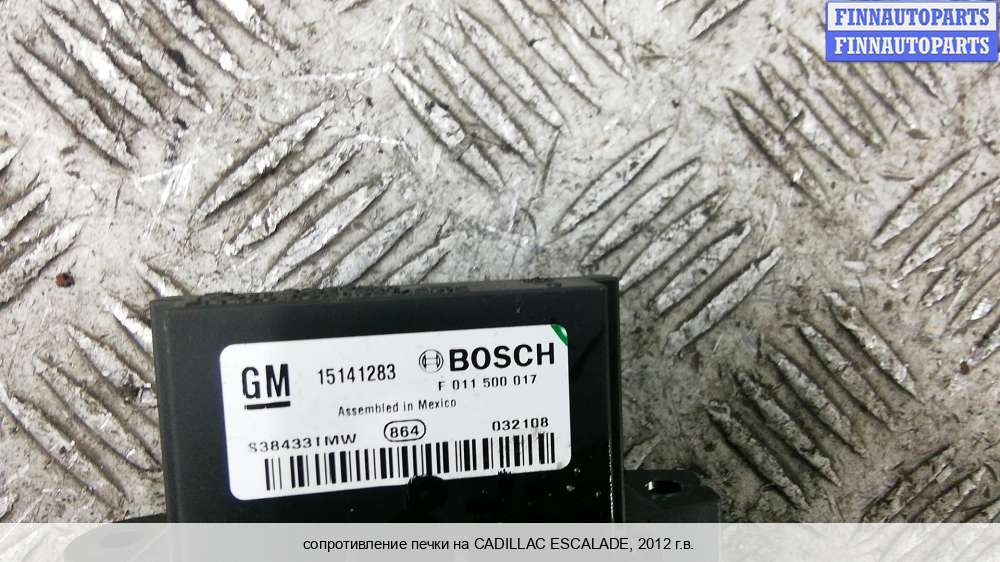 FINNAUTOPARTS
FINNAUTOPARTS
GM 15141283 BOSCH
F 011 500 017
Assembled in Mexico
S384331MW 864 032108
сопротивление печки на CADILLAC ESCALADE, 2012 г.в.